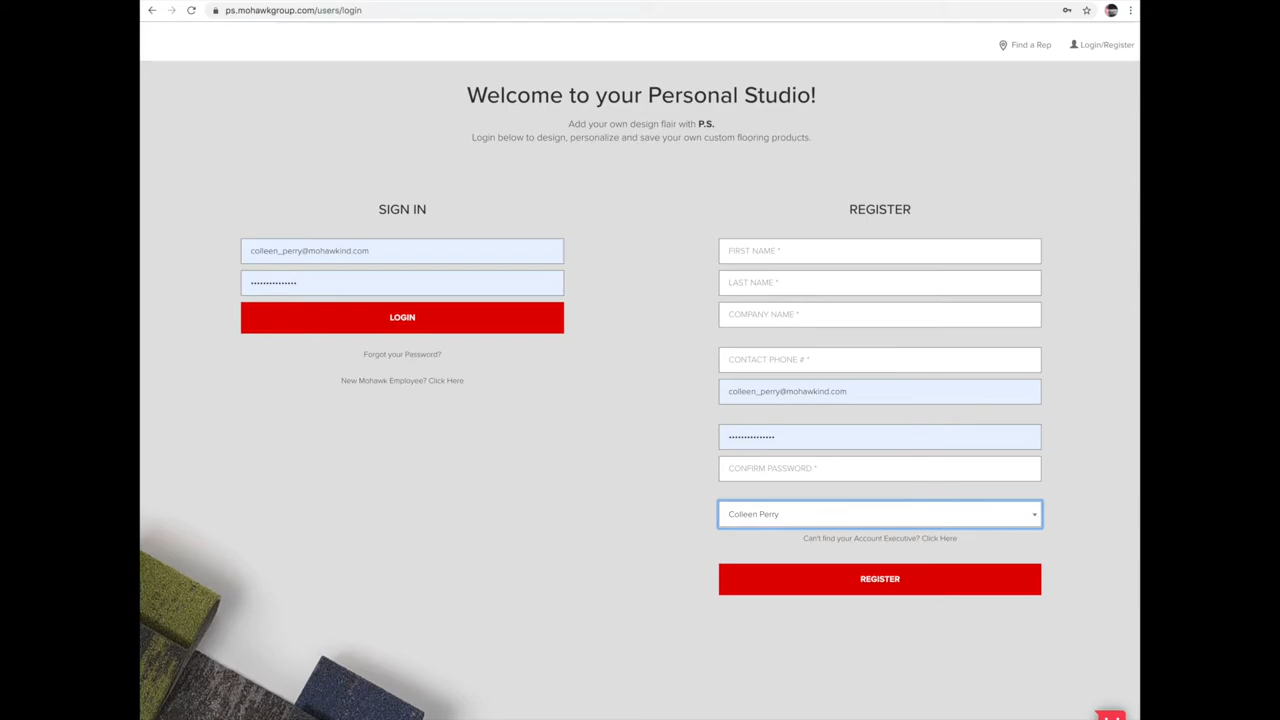 ps.mohawkgroup.com/users/login
Find a Rep
Login/Register
Welcome to your Personal Studio!
Add your own design flair with P.S.
Login below to design, personalize and save your own custom flooring products.
SIGN IN
colleen_perry@mohawkind.com
•••••••••••••••
LOGIN
Forgot your Password?
New Mohawk Employee? Click Here
REGISTER
FIRST NAME *
LAST NAME *
COMPANY NAME *
CONTACT PHONE # *
colleen_perry@mohawkind.com
•••••••••••••••
CONFIRM PASSWORD *
Colleen Perry
Can't find your Account Executive? Click Here
REGISTER